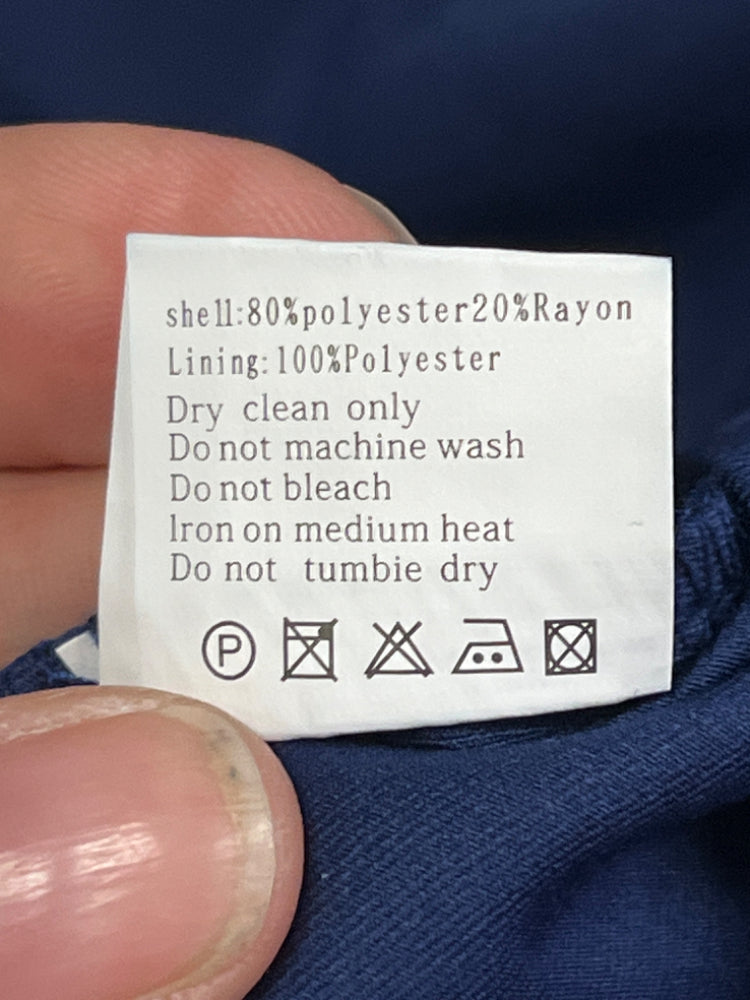 shell:80%polyester20%Rayon
Lining:100%Polyester
Dry clean only
Do not machine wash
Do not bleach
Iron on medium heat
Do not tumbie dry
P